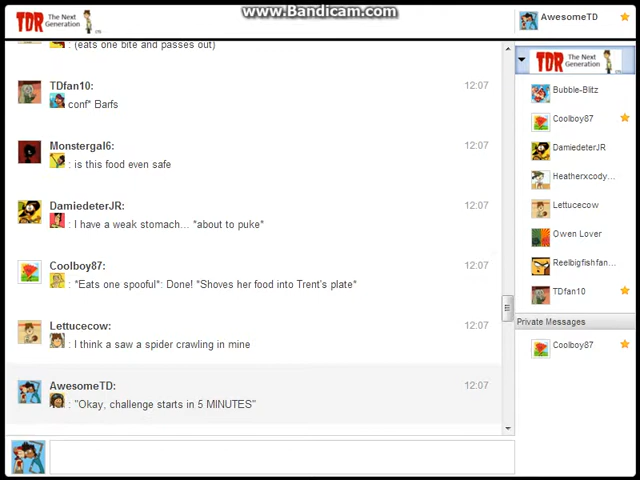 www.Bandicam.com
TDR The Next
Generation
AwesomeTD
: (eats one bite and passes out)
TDfan10:
12:07
conf* Barfs
Monstergal6:
12:07
: is this food even safe
DamiedeterJR:
12:07
: I have a weak stomach... *about to puke*
Coolboy87:
12:07
: *Eats one spoonful*: Done! *Shoves her food into Trent's plate*
Lettucecow:
12:07
: I think a saw a spider crawling in mine
AwesomeTD:
12:07
: "Okay, challenge starts in 5 MINUTES"
TDR The Next
Generation
Bubble-Blitz
Coolboy87
DamiedeterJR
Heatherxcody...
Lettucecow
Owen Lover
Reelbigfishfan...
TDfan10
Private Messages
Coolboy87